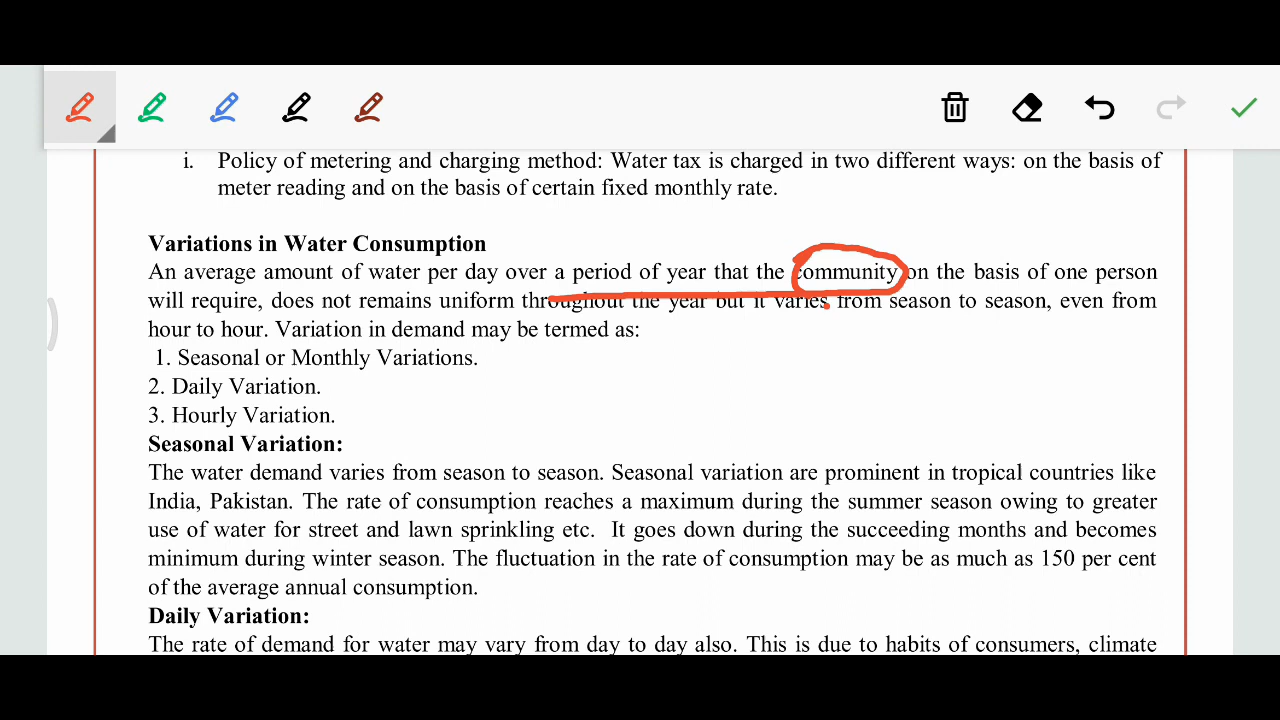 i. Policy of metering and charging method: Water tax is charged in two different ways: on the basis of
meter reading and on the basis of certain fixed monthly rate.
Variations in Water Consumption
An average amount of water per day over a period of year that the community on the basis of one person
will require, does not remains uniform throughout the year but it varies from season to season, even from
hour to hour. Variation in demand may be termed as:
1. Seasonal or Monthly Variations.
2. Daily Variation.
3. Hourly Variation.
Seasonal Variation:
The water demand varies from season to season. Seasonal variation are prominent in tropical countries like
India, Pakistan. The rate of consumption reaches a maximum during the summer season owing to greater
use of water for street and lawn sprinkling etc. It goes down during the succeeding months and becomes
minimum during winter season. The fluctuation in the rate of consumption may be as much as 150 per cent
of the average annual consumption.
Daily Variation:
The rate of demand for water may vary from day to day also. This is due to habits of consumers, climate